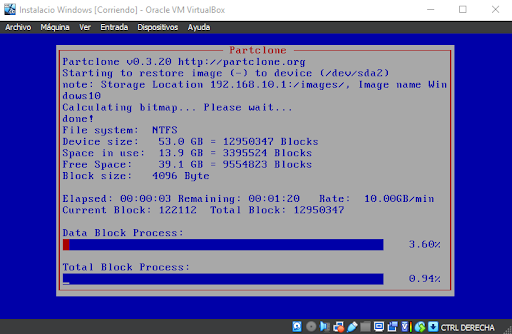 Instalacio Windows [Corriendo] - Oracle VM VirtualBox
Archivo Máquina Ver Entrada Dispositivos Ayuda
Partclone
Partclone v0.3.20 http://partclone.org
Starting to restore image (-) to device (/dev/sda2)
note: Storage Location 192.168.10.1:/images/, Image name Win
dows10
Calculating bitmap... Please wait...
done!
File system: NTFS
Device size: 53.0 GB = 12950347 Blocks
Space in use: 13.9 GB = 3395524 Blocks
Free Space: 39.1 GB = 9554823 Blocks
Block size: 4096 Byte
Elapsed: 00:00:03 Remaining: 00:01:20 Rate: 10.00GB/min
Current Block: 122112 Total Block: 12950347
Data Block Process:
3.60%
Total Block Process:
0.94%
CTRL DERECHA